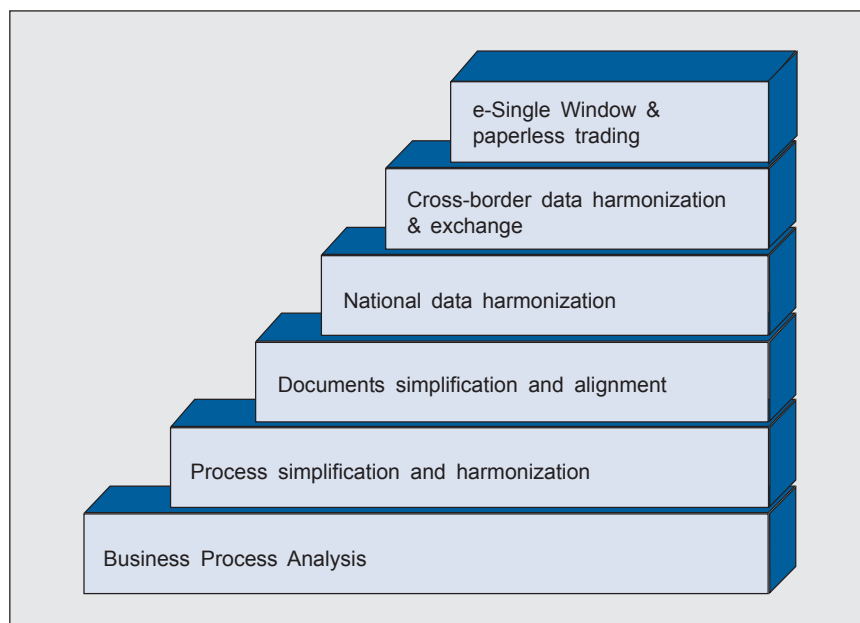 e-Single Window &
paperless trading
Cross-border data harmonization
& exchange
National data harmonization
Documents simplification and alignment
Process simplification and harmonization
Business Process Analysis